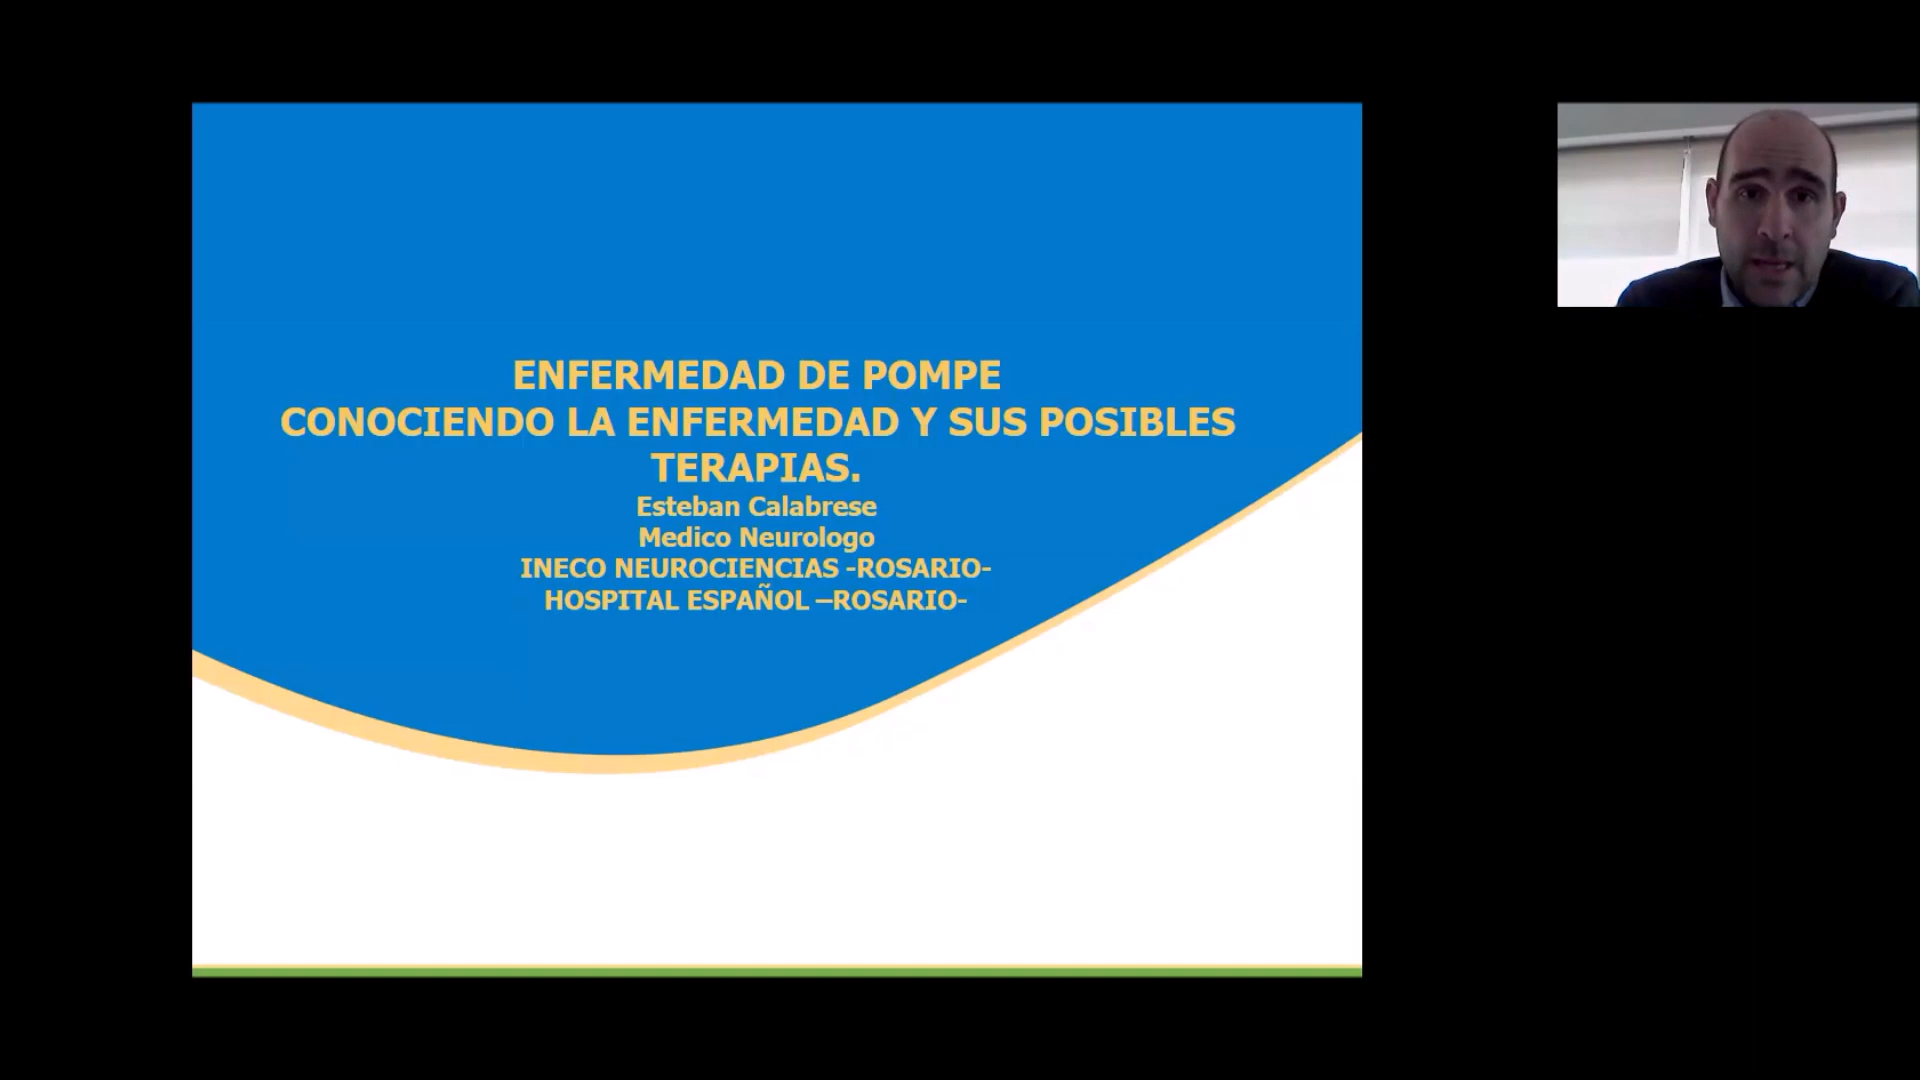 ENFERMEDAD DE POMPE
CONOCIENDO LA ENFERMEDAD Y SUS POSIBLES
TERAPIAS.
Esteban Calabrese
Medico Neurologo
INECO NEUROCIENCIAS -ROSARIO-
HOSPITAL ESPAÑOL –ROSARIO-